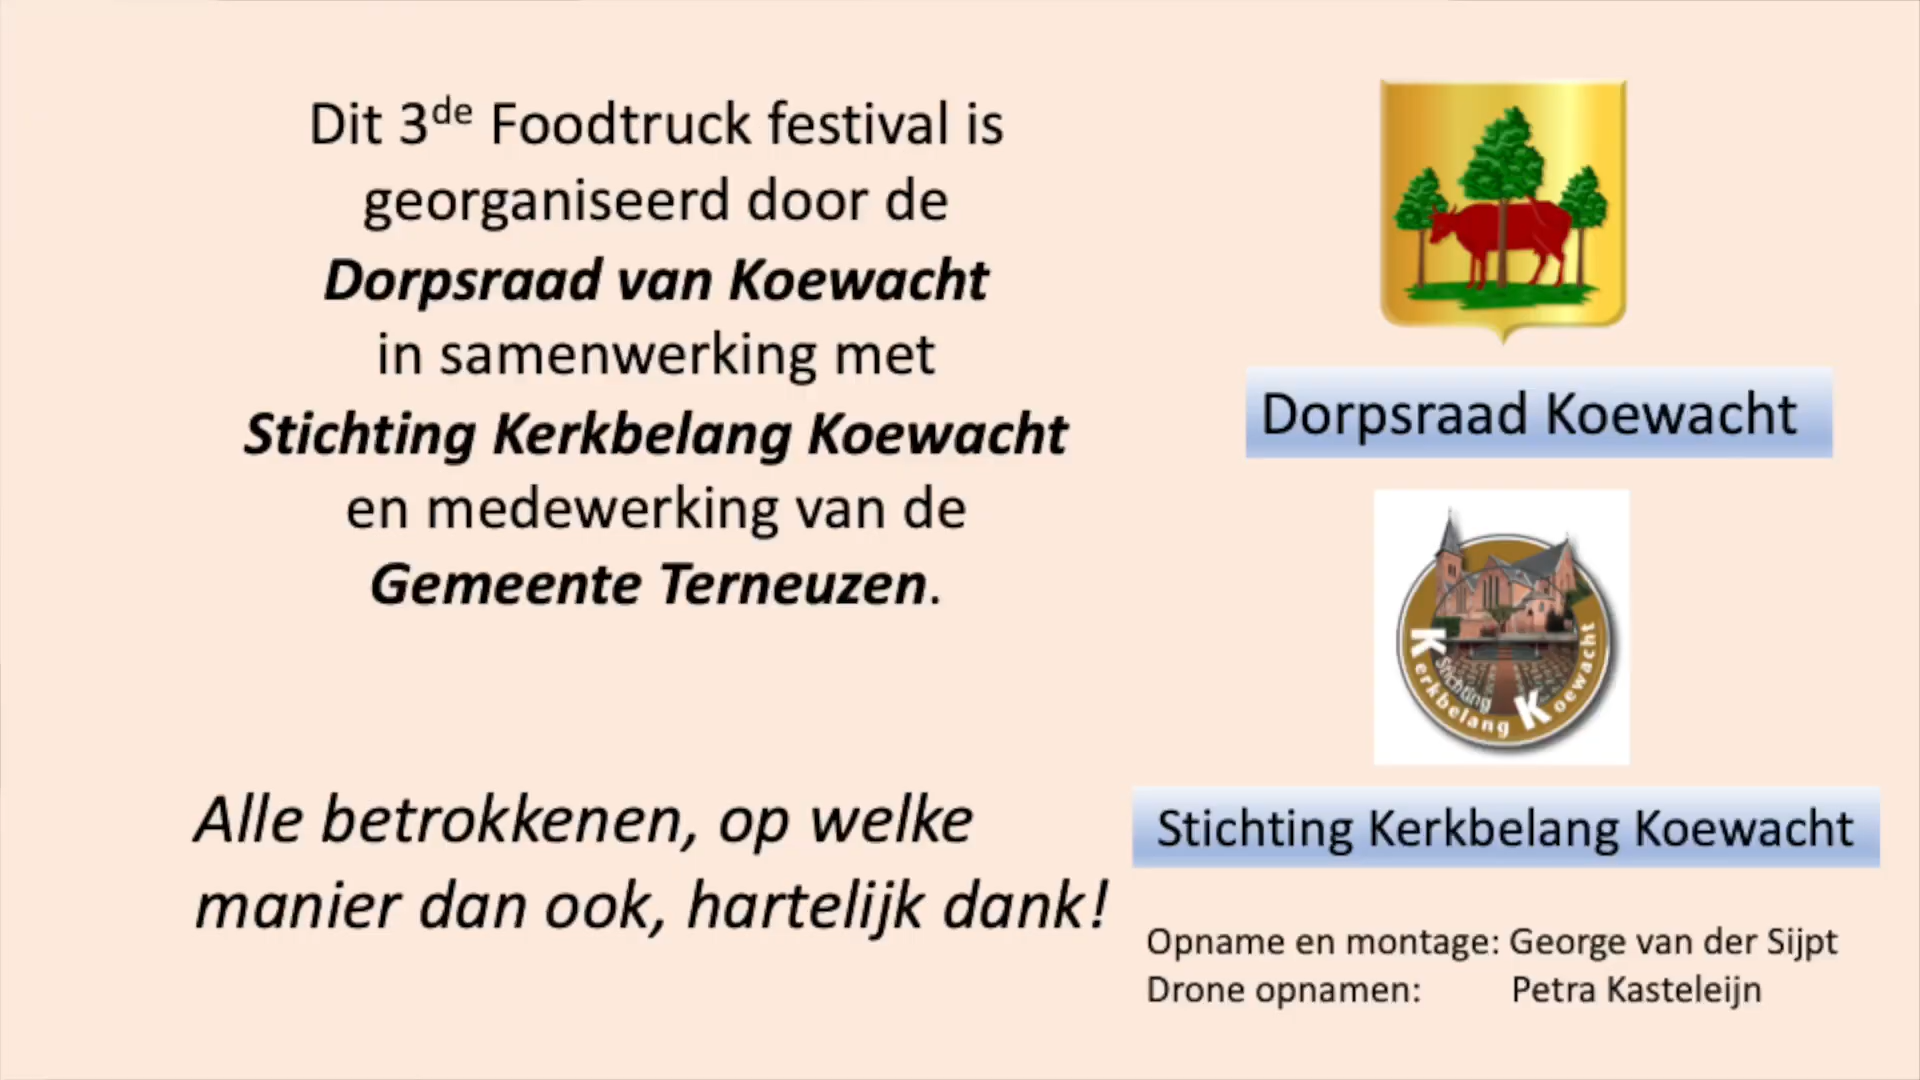 Dit 3de Foodtruck festival is
georganiseerd door de
Dorpsraad van Koewacht
in samenwerking met
Stichting Kerkbelang Koewacht
en medewerking van de
Gemeente Terneuzen.
Alle betrokkenen, op welke
manier dan ook, hartelijk dank!
Dorpsraad Koewacht
Stichting
Kerkbelang Koewacht
Stichting Kerkbelang Koewacht
Opname en montage: George van der Sijpt
Drone opnamen: Petra Kasteleijn